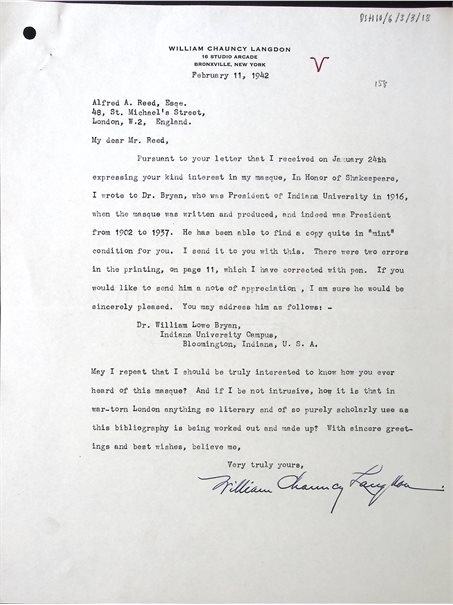 DSH10/6/3/3/18
WILLIAM CHAUNCY LANGDON
16 STUDIO ARCADE
BRONXVILLE, NEW YORK
February 11, 1942
158
Alfred A. Reed, Esqe.
48, St. Michael's Street,
London, W.2, England.
My dear Mr. Reed,
Pursuant to your letter that I received on January 24th
expressing your kind interest in my masque, In Honor of Shakespeare,
I wrote to Dr. Bryan, who was President of Indiana University in 1916,
when the masque was written and produced, and indeed was President
from 1902 to 1937. He has been able to find a copy quite in "mint"
condition for you. I send it to you with this. There were two errors
in the printing, on page 11, which I have corrected with pen. If you
would like to send him a note of appreciation , I am sure he would be
sincerely pleased. You may address him as follows: -
Dr. William Lowe Bryan,
Indiana University Campus,
Bloomington, Indiana, U. S. A.
May I repeat that I should be truly interested to know how you ever
heard of this masque? And if I be not intrusive, how it is that in
war-torn London anything so literary and of so purely scholarly use as
this bibliography is being worked out and made up? With sincere greet-
ings and best wishes, believe me,
Very truly yours,
William Chauncy Langdon.